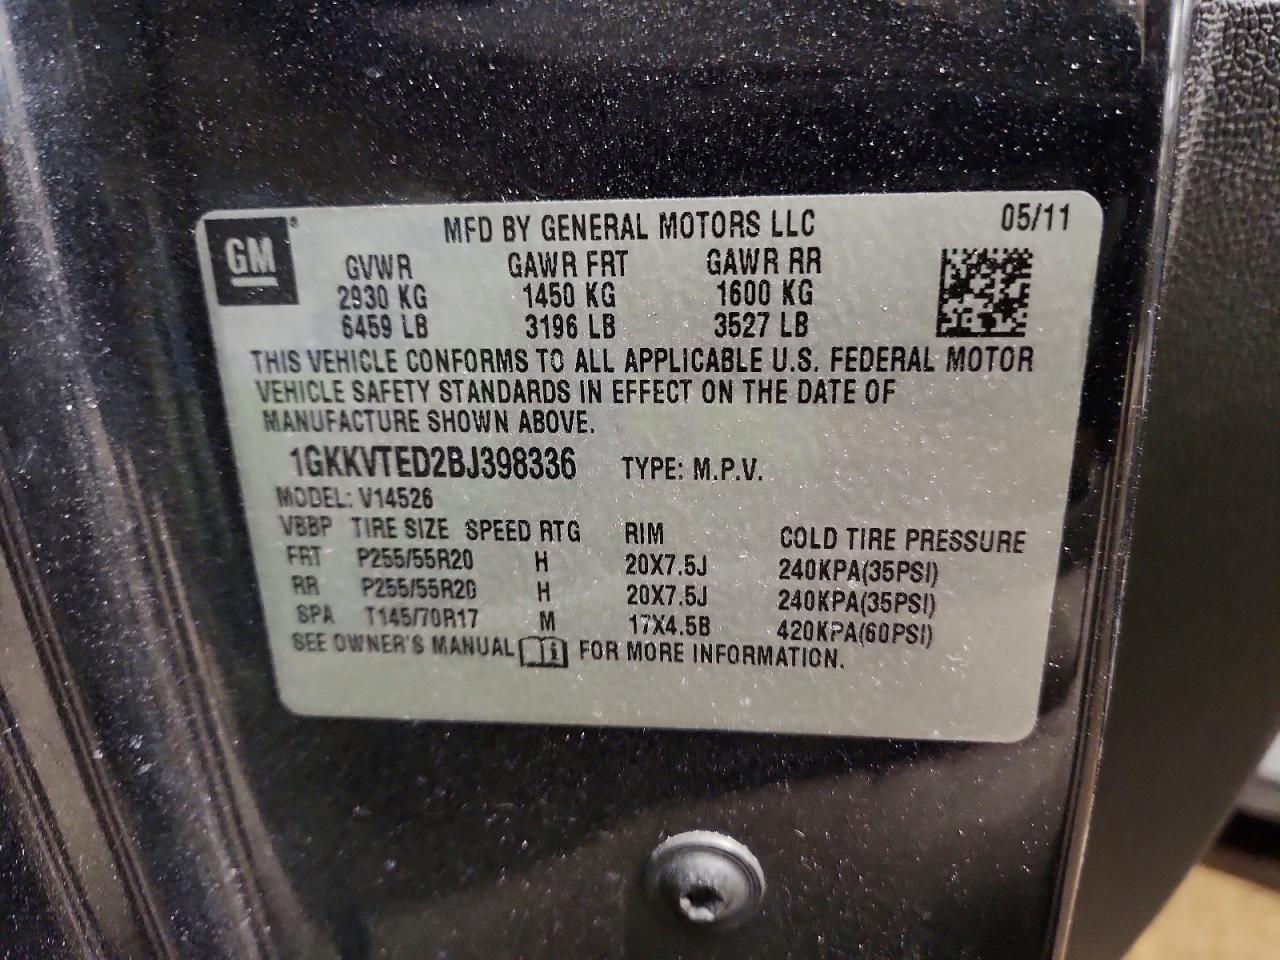 GM®
MFD BY GENERAL MOTORS LLC 05/11
GVWR GAWR FRT GAWR RR
2930 KG 1450 KG 1600 KG
6459 LB 3196 LB 3527 LB
THIS VEHICLE CONFORMS TO ALL APPLICABLE U.S. FEDERAL MOTOR
VEHICLE SAFETY STANDARDS IN EFFECT ON THE DATE OF
MANUFACTURE SHOWN ABOVE.
1GKKVTED2BJ398336 TYPE: M.P.V.
MODEL: V14526
VBBP TIRE SIZE SPEED RTG RIM COLD TIRE PRESSURE
FRT P255/55R20 H 20X7.5J 240KPA(35PSI)
RR P255/55R20 H 20X7.5J 240KPA(35PSI)
SPA T145/70R17 M 17X4.5B 420KPA(60PSI)
SEE OWNER'S MANUAL i FOR MORE INFORMATION.